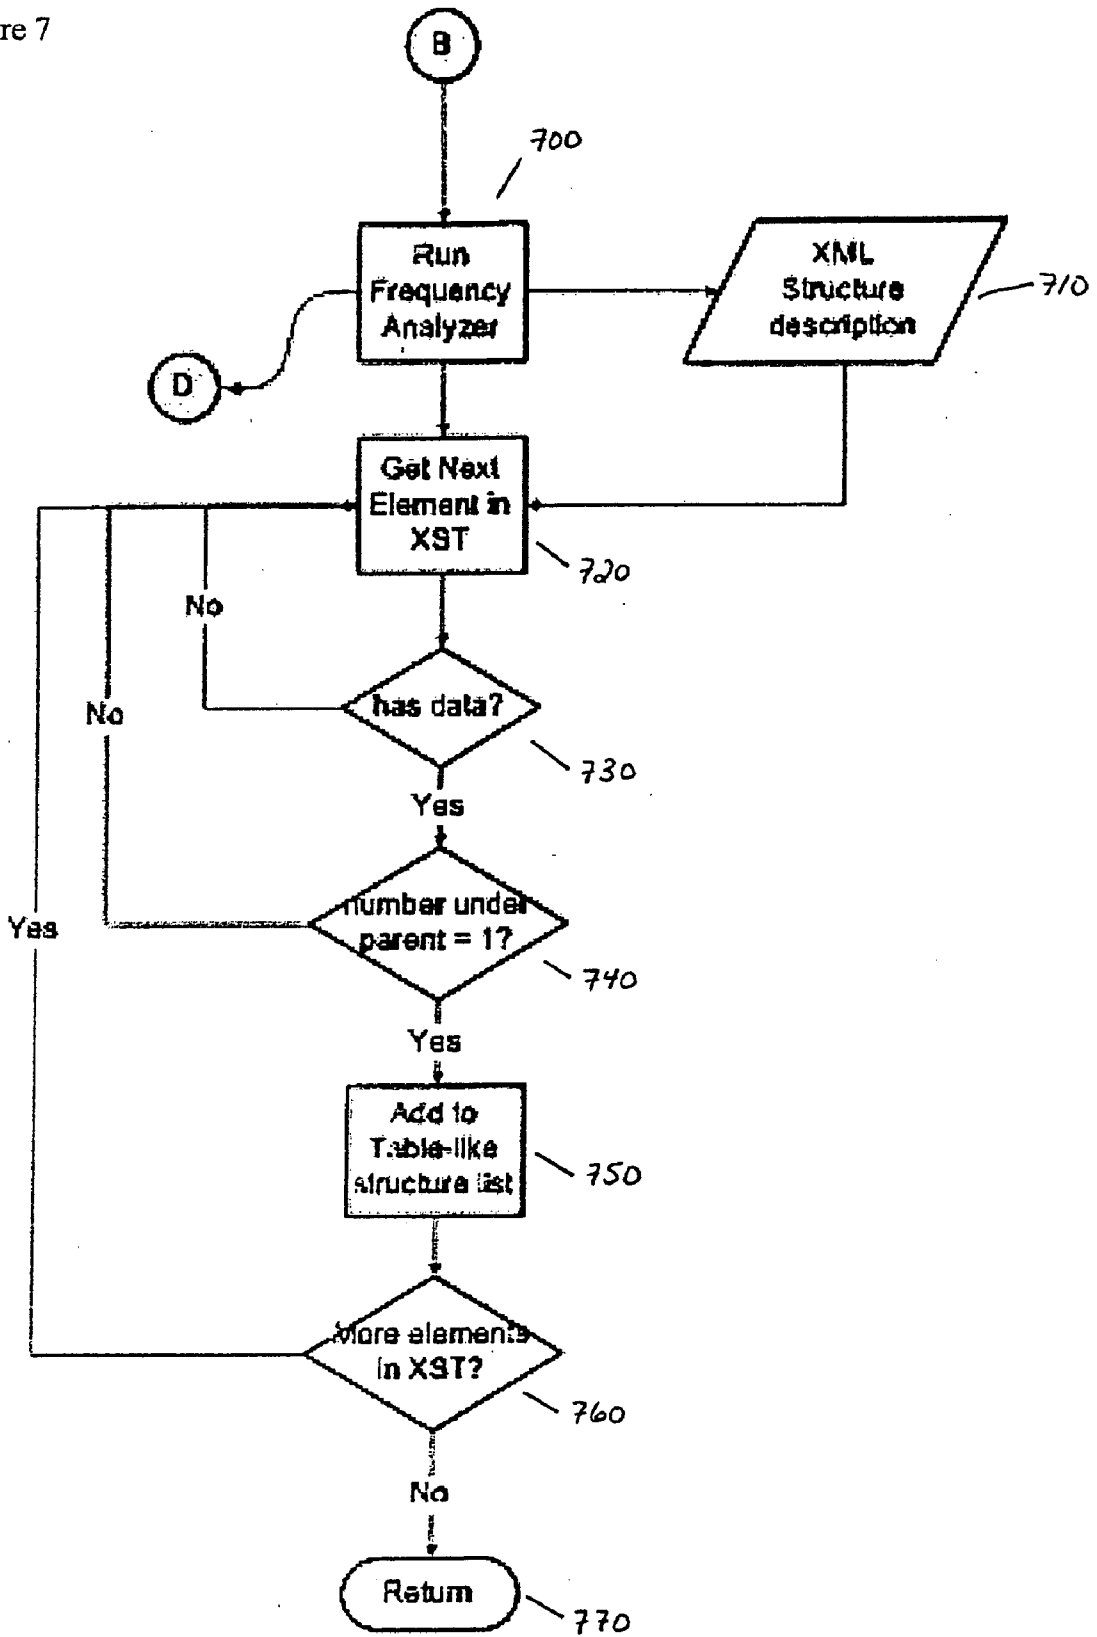 re 7
B
700
Run
Frequency
Analyzer
XML
Structure
description
710
D
Get Next
Element in
XST
720
No
has data?
730
No
Yes
number under
parent = 1?
740
Yes
Yes
Add to
Table-like
structure list
750
More elements
in XST?
760
No
Return
770